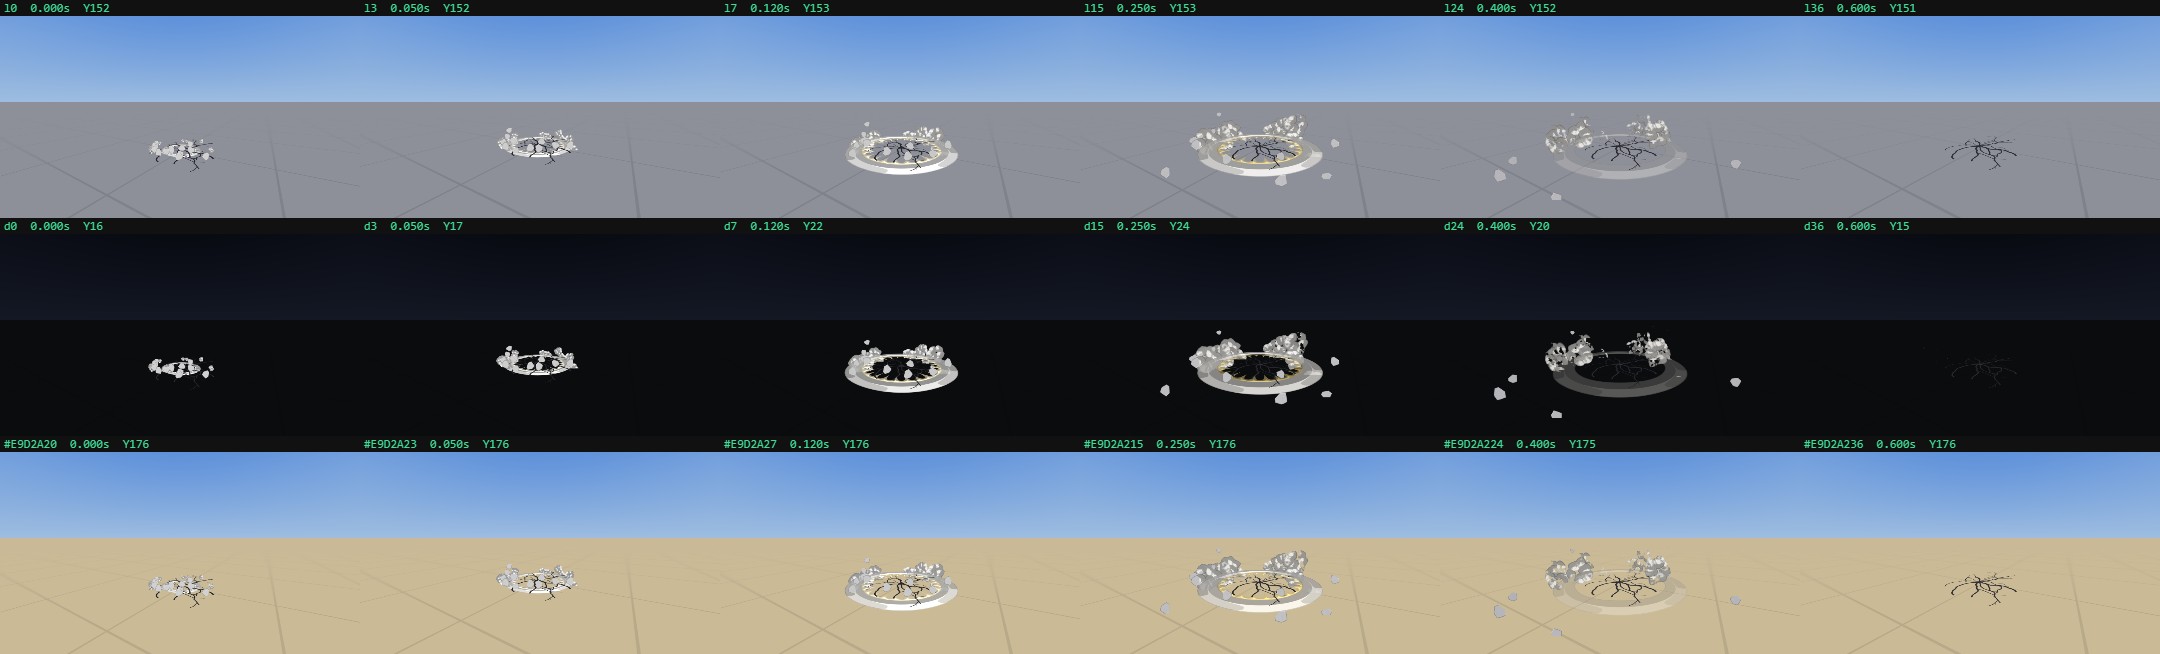 l0 0.000s Y152 l3 0.050s Y152 l7 0.120s Y153 l15 0.250s Y153 l24 0.400s Y152 l36 0.600s Y151
d0 0.000s Y16 d3 0.050s Y17 d7 0.120s Y22 d15 0.250s Y24 d24 0.400s Y20 d36 0.600s Y15
#E9D2A20 0.000s Y176 #E9D2A23 0.050s Y176 #E9D2A27 0.120s Y176 #E9D2A215 0.250s Y176 #E9D2A224 0.400s Y175 #E9D2A236 0.600s Y176